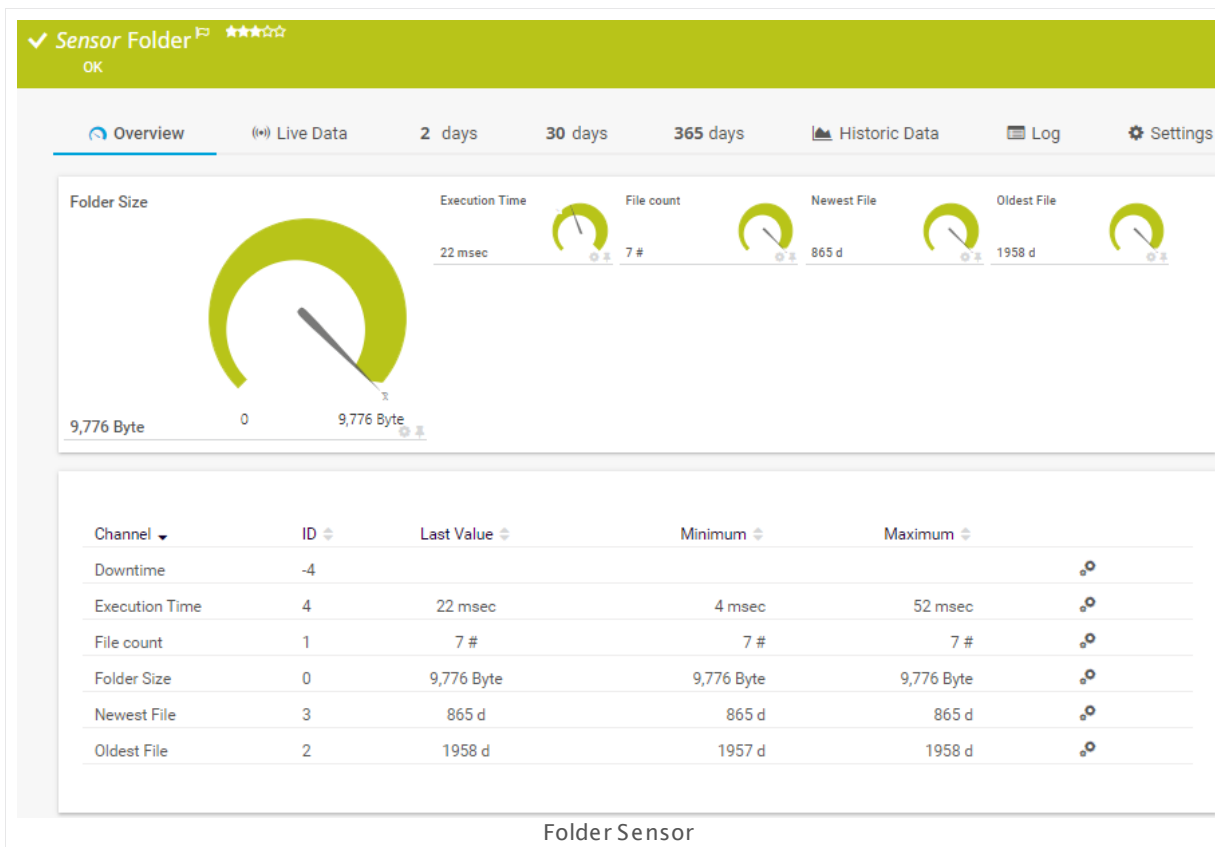 Sensor Folder
OK
Overview
Live Data
2 days
30 days
365 days
Historic Data
Log
Settings
Folder Size
9,776 Byte
0
9,776 Byte
Execution Time
22 msec
File count
7 #
Newest File
865 d
Oldest File
1958 d
Channel ID Last Value Minimum Maximum
Downtime -4
Execution Time 4 22 msec 4 msec 52 msec
File count 1 7 # 7 # 7 #
Folder Size 0 9,776 Byte 9,776 Byte 9,776 Byte
Newest File 3 865 d 865 d 865 d
Oldest File 2 1958 d 1957 d 1958 d
Folder Sensor